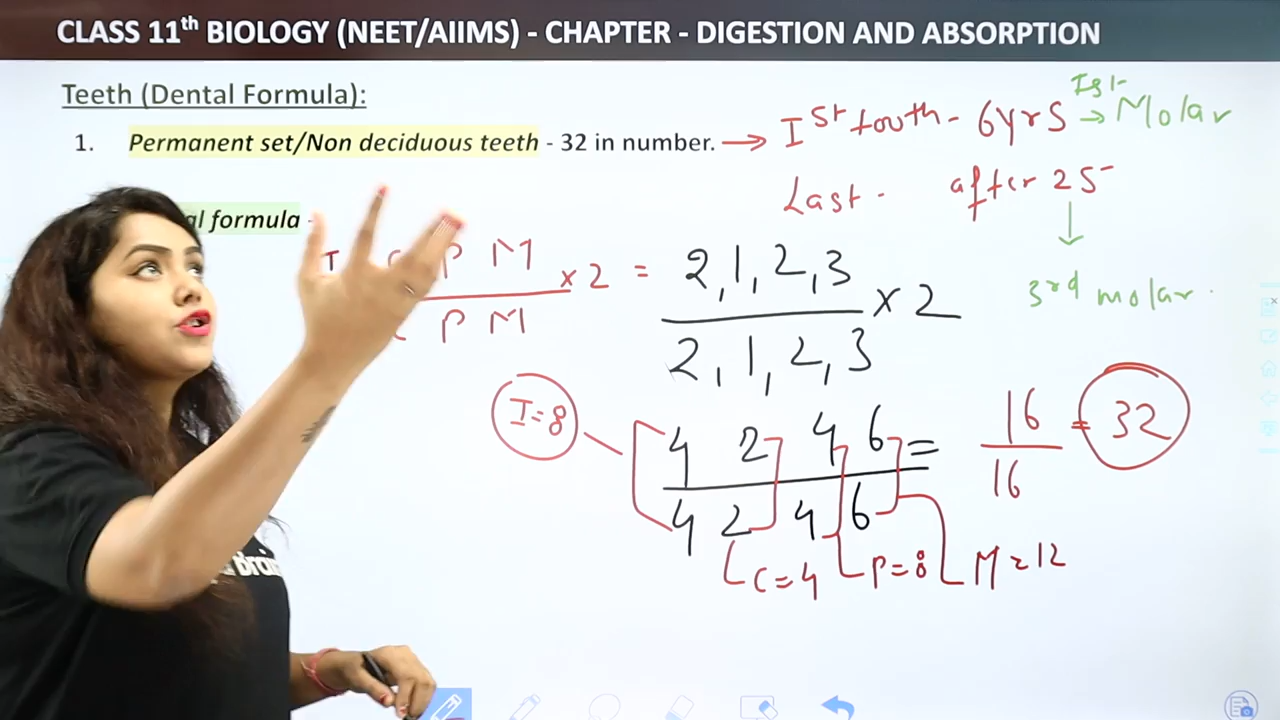 CLASS 11th BIOLOGY (NEET/AIIMS) - CHAPTER - DIGESTION AND ABSORPTION
Teeth (Dental Formula):
1. Permanent set/Non deciduous teeth - 32 in number. → Ist tooth - 6yrs → Ist Molar
Last - after 25
↓
3rd molar.
al formula -
P M × 2 = 2,1,2,3 × 2
P M 2,1,2,3
I=8
4 2 4 6 = 16 = 32
4 2 4 6 16
C=4 P=8 M=12